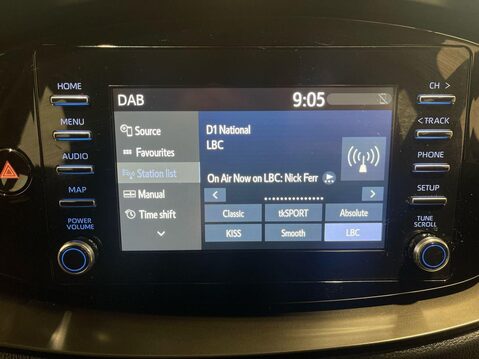 HOME
MENU
AUDIO
MAP
POWER
VOLUME
DAB
9:05
Source
Favourites
Station list
Manual
Time shift
D1 National
LBC
On Air Now on LBC: Nick Ferr
Classic
tkSPORT
Absolute
KISS
Smooth
LBC
CH >
< TRACK
PHONE
SETUP
TUNE
SCROLL